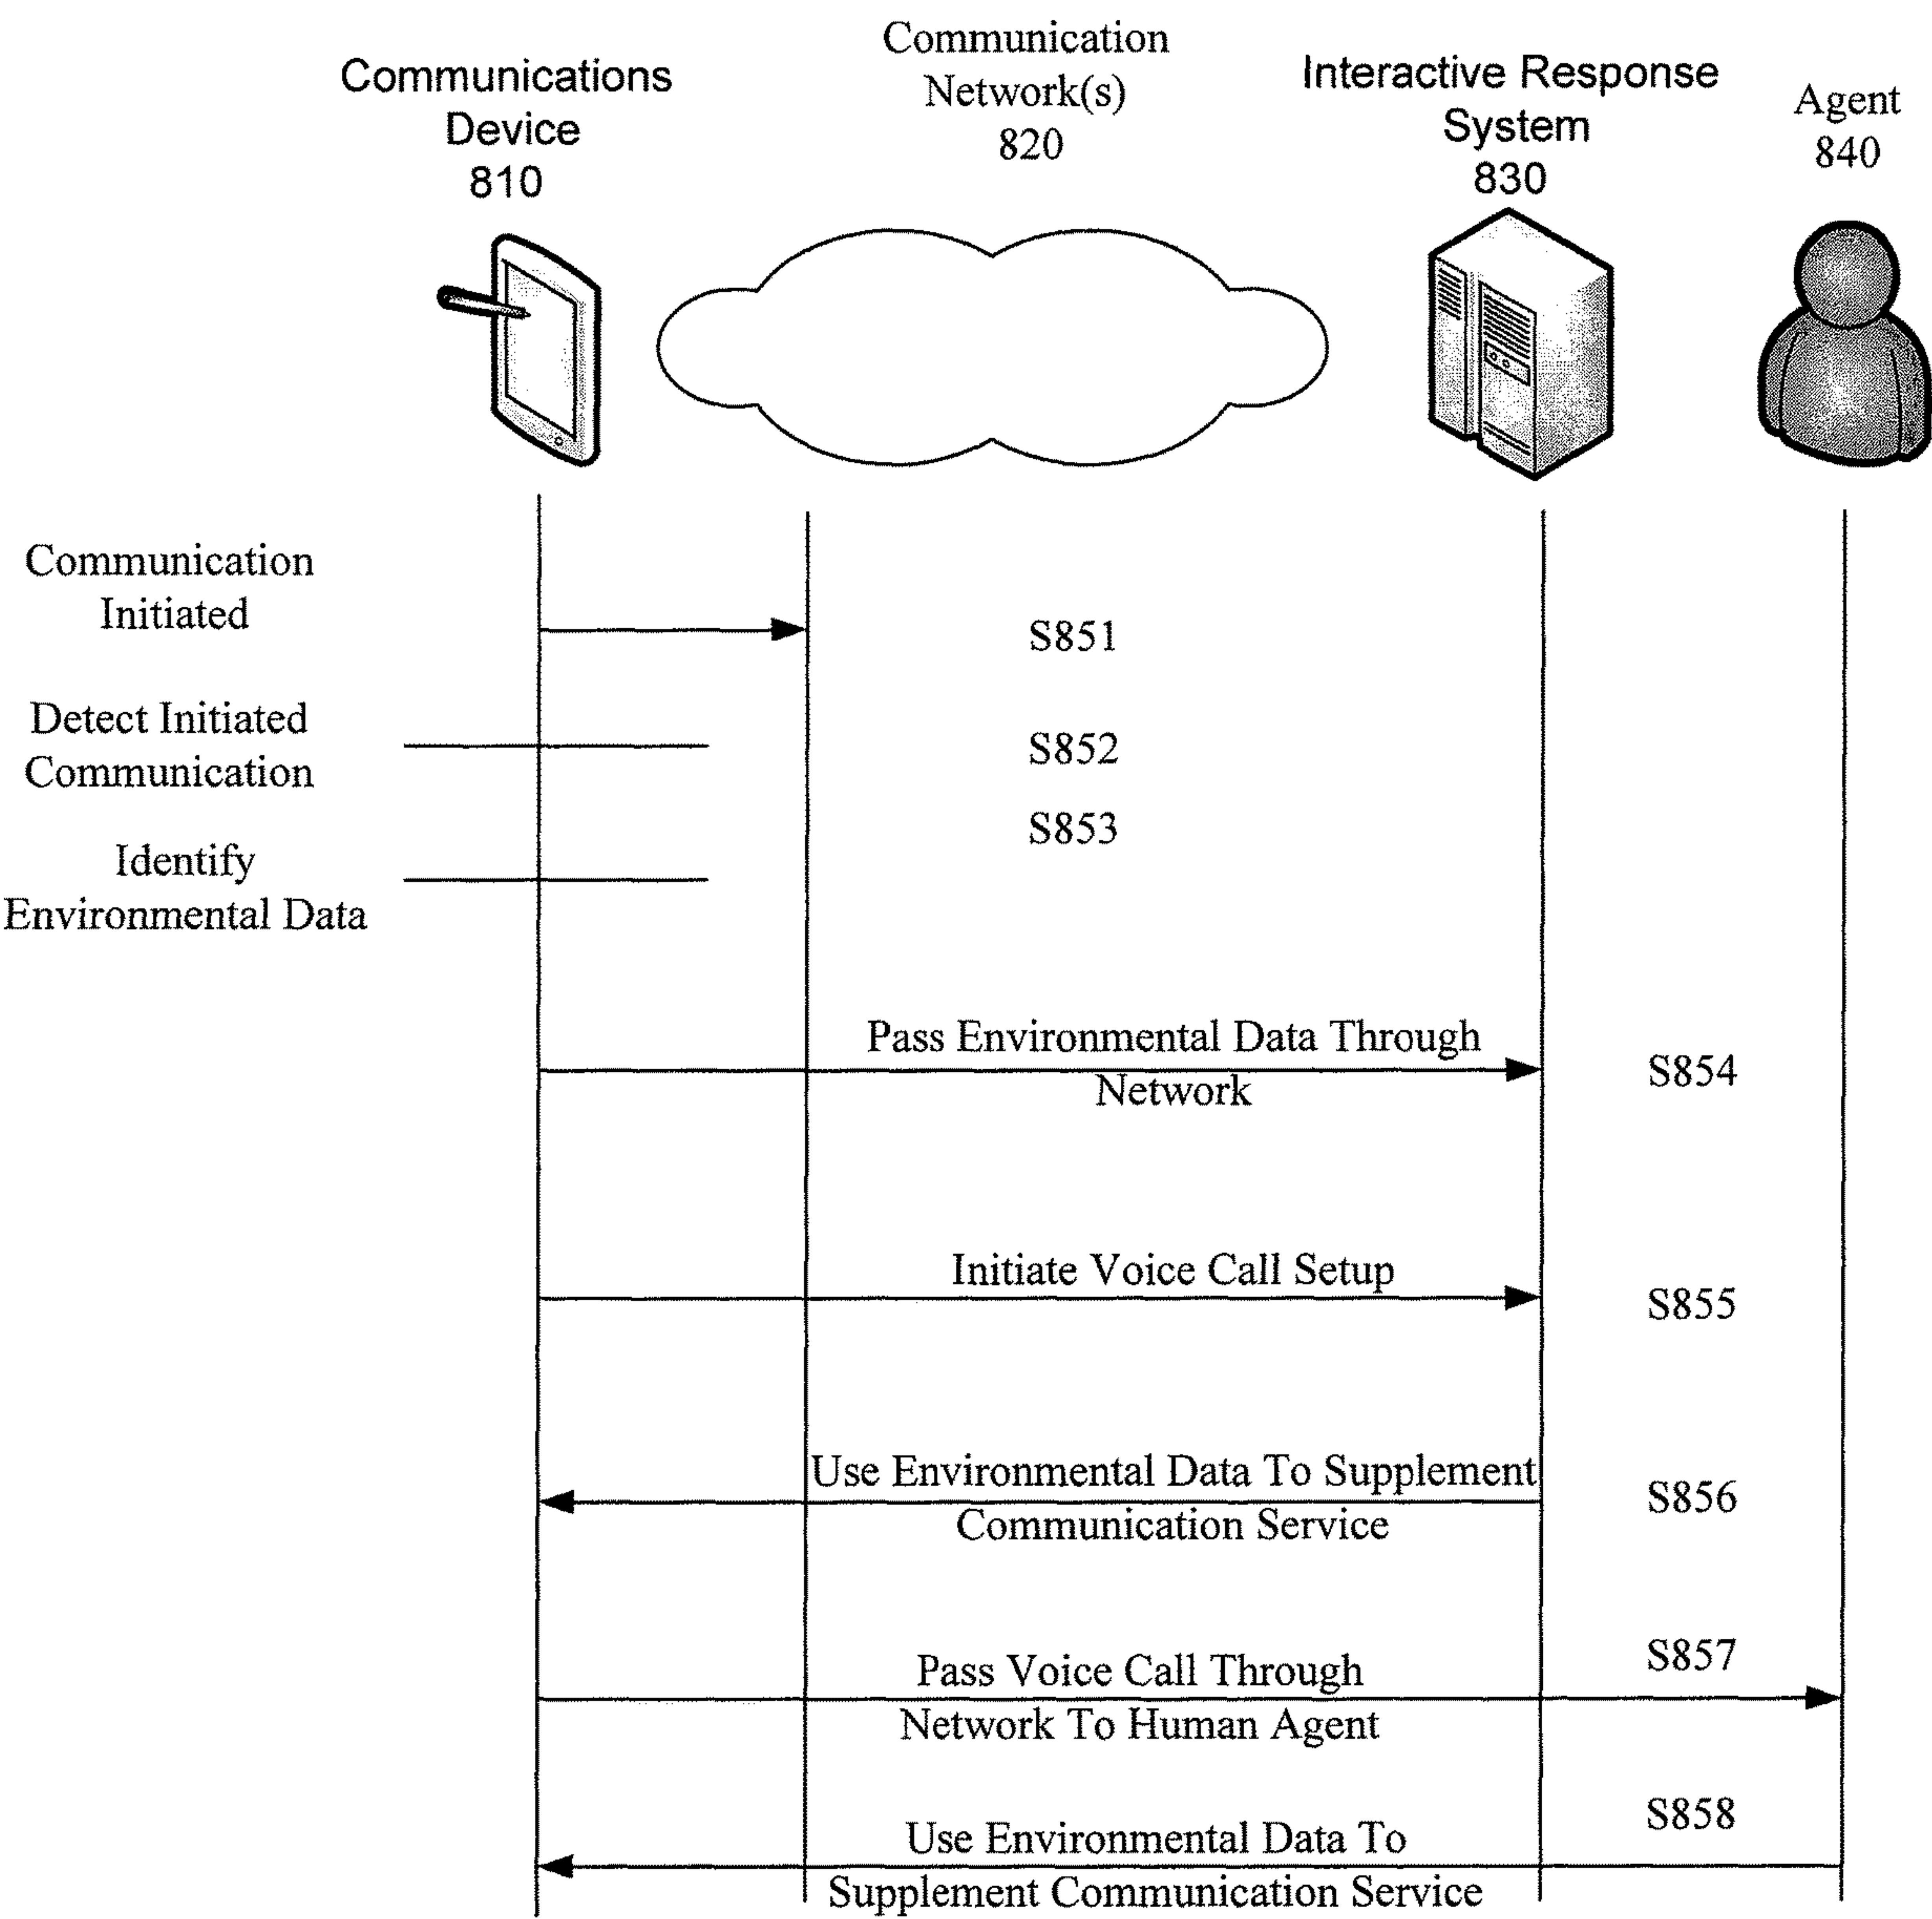 Communications
Device
810
Communication
Network(s)
820
Interactive Response
System
830
Agent
840
Communication
Initiated
S851
Detect Initiated
Communication
S852
S853
Identify
Environmental Data
Pass Environmental Data Through
Network
S854
Initiate Voice Call Setup
S855
Use Environmental Data To Supplement
Communication Service
S856
Pass Voice Call Through
Network To Human Agent
S857
Use Environmental Data To
Supplement Communication Service
S858